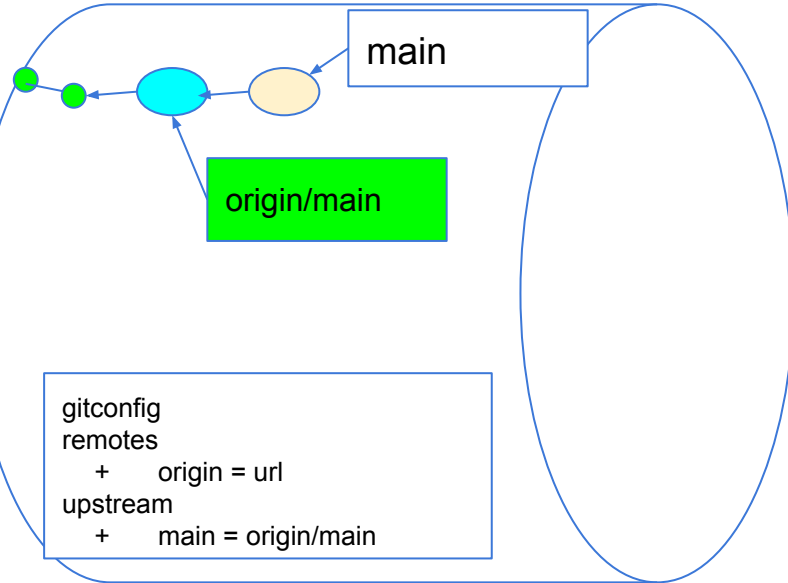 main
origin/main
gitconfig
remotes
+ origin = url
upstream
+ main = origin/main